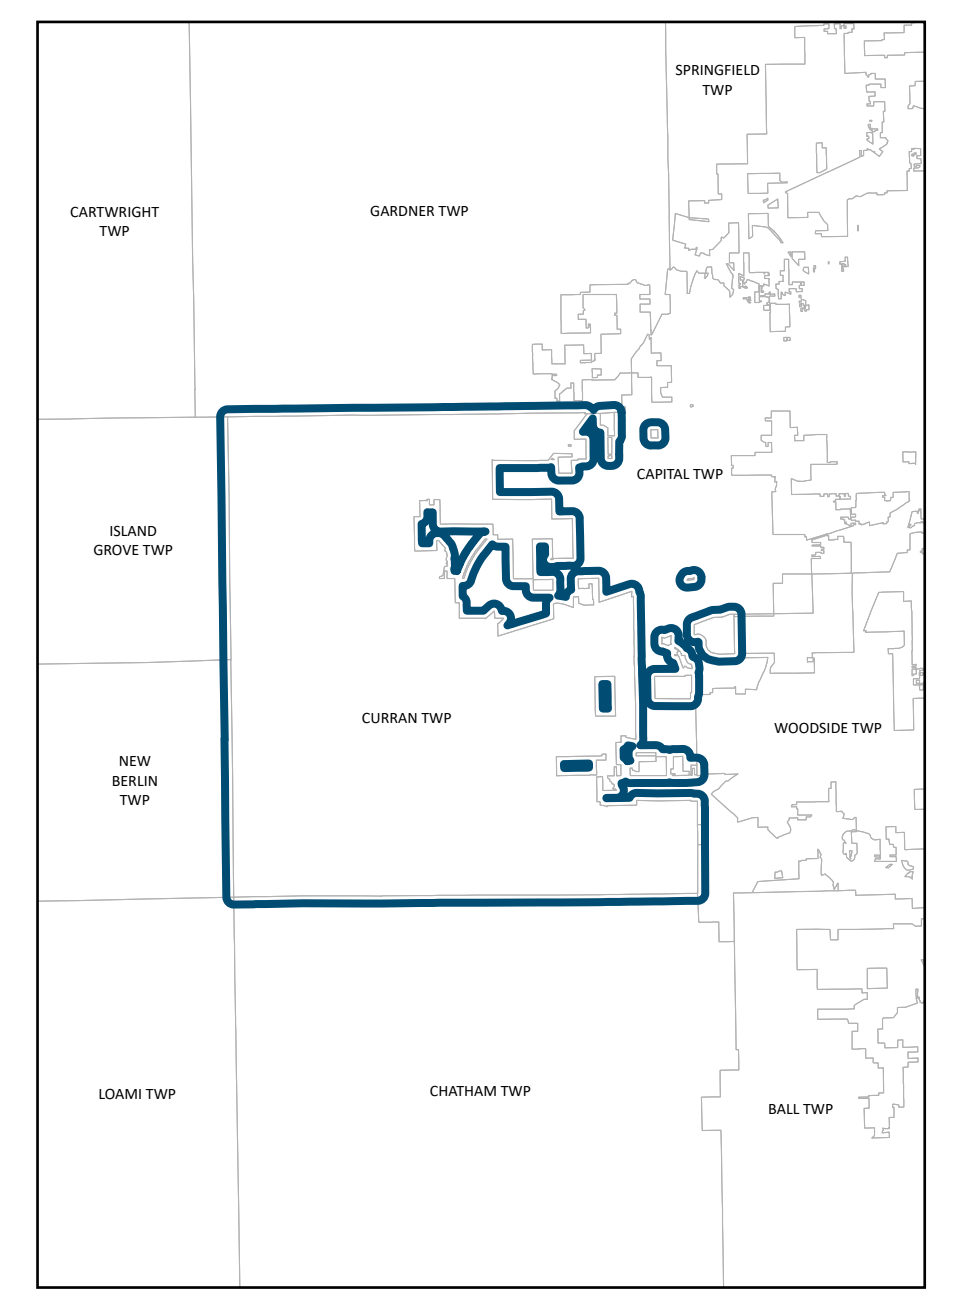 SPRINGFIELD
TWP
CARTWRIGHT
TWP
GARDNER TWP
CAPITAL TWP
ISLAND
GROVE TWP
CURRAN TWP
WOODSIDE TWP
NEW
BERLIN
TWP
LOAMI TWP
CHATHAM TWP
BALL TWP